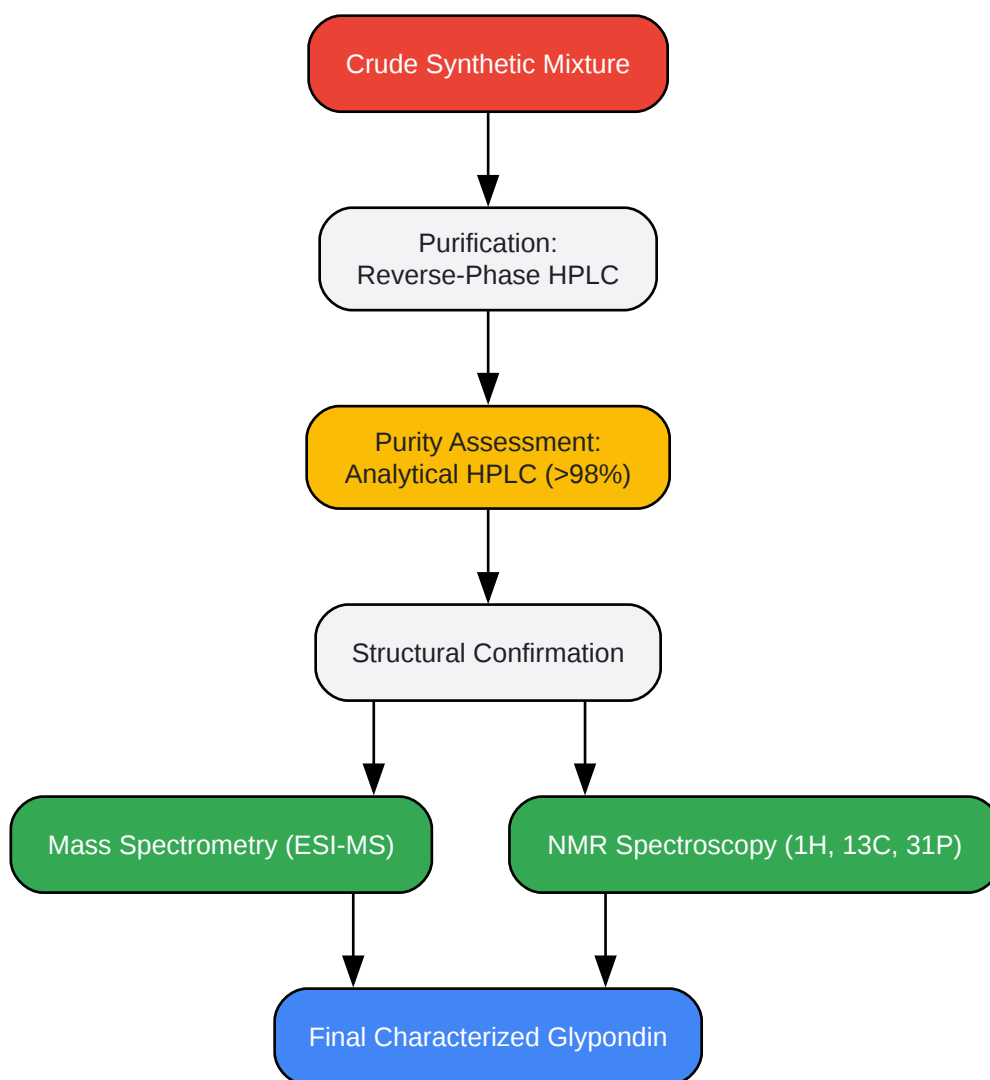 Crude Synthetic Mixture
Purification:
Reverse-Phase HPLC
Purity Assessment:
Analytical HPLC (>98%)
Structural Confirmation
Mass Spectrometry (ESI-MS)
NMR Spectroscopy (1H, 13C, 31P)
Final Characterized Glypondin